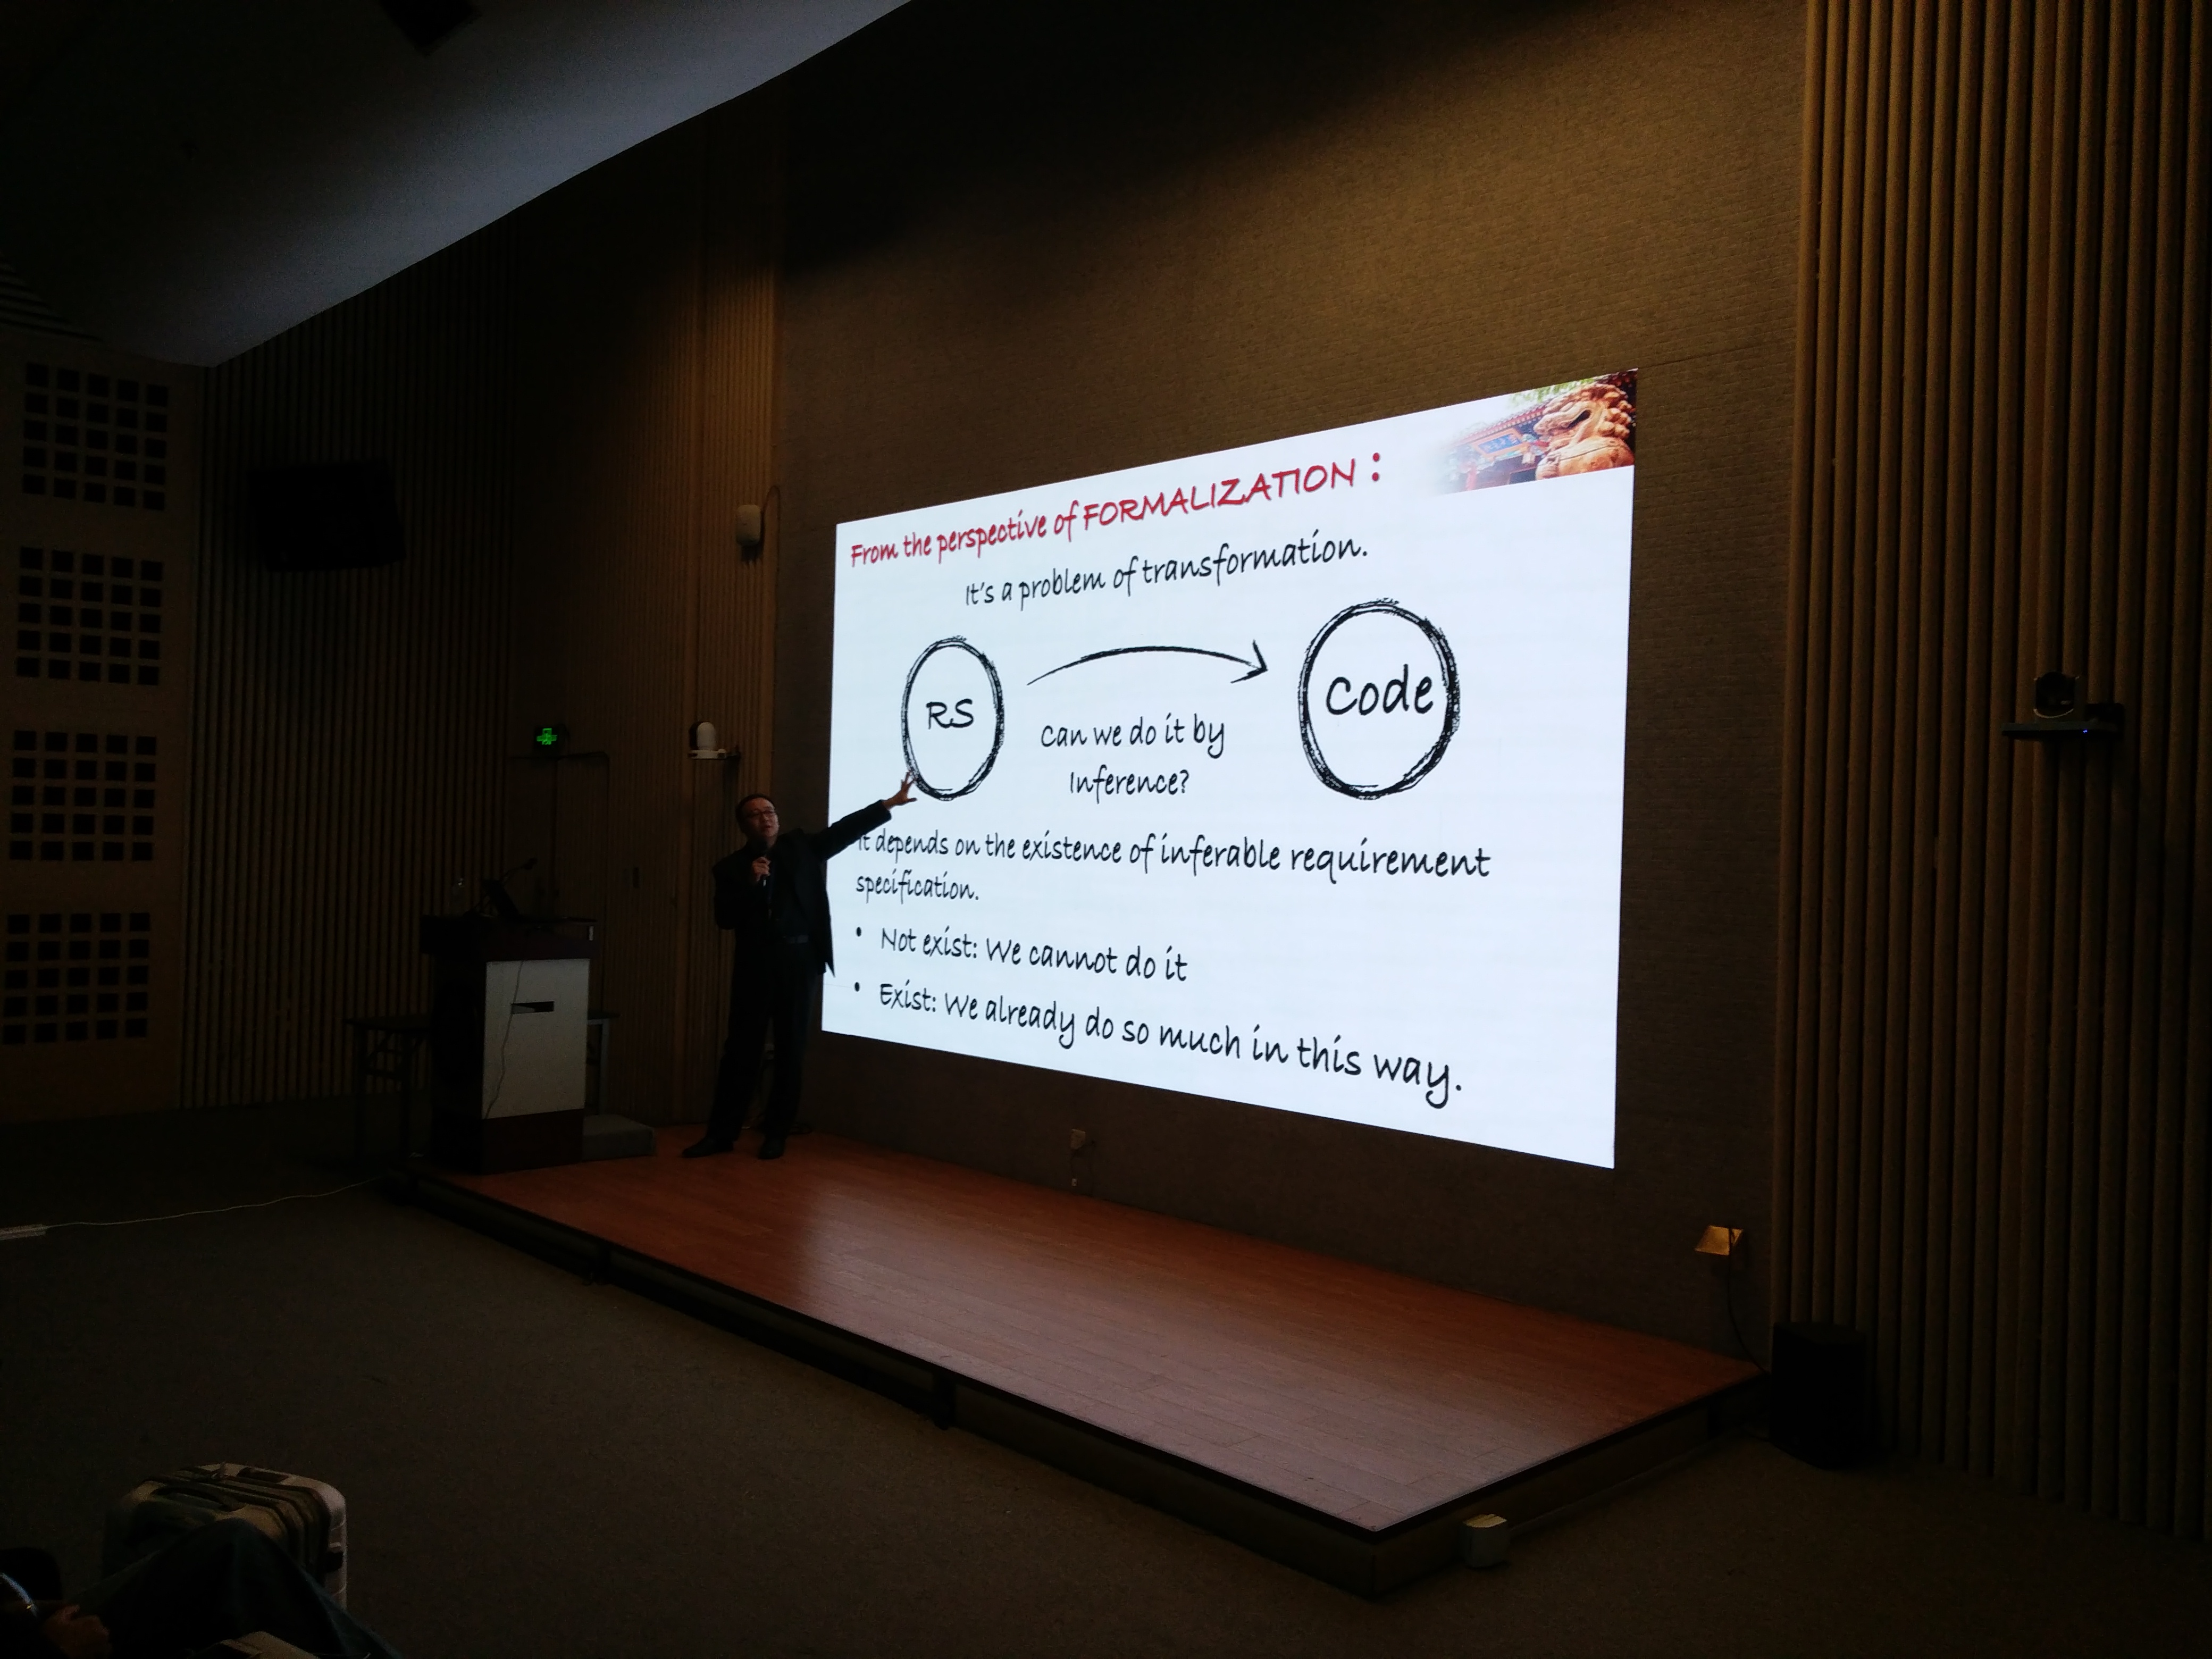 From the perspective of FORMALIZATION：
It's a problem of transformation.
RS
Code
Can we do it by
Inference?
It depends on the existence of inferable requirement
specification.
• Not exist: We cannot do it
• Exist: We already do so much in this way.